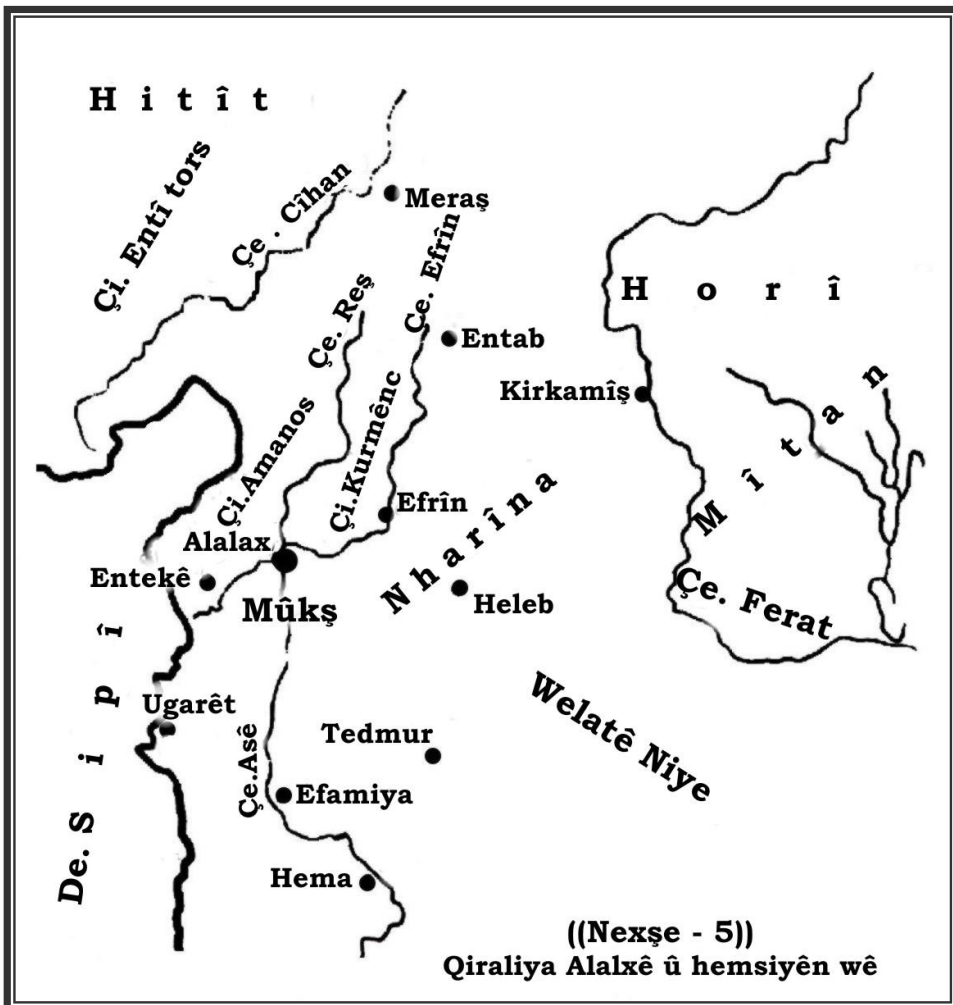 Hitît
Çi. Entî tors
Çe . Cîhan
Meraş
Çe. Efrîn
Çe. Reş
Horî
Entab
Kirkamîş
Mîtan
Çi.Amanos
Çi.Kurmênc
Efrîn
Nharîna
Alalax
Entekê
Mûkş
Heleb
Çe. Ferat
De. Sipî
Ugarêt
Tedmur
Welatê Niye
Çe.Asê
Efamiya
Hema
((Nexşe - 5))
Qiraliya Alalxê û hemsiyên wê